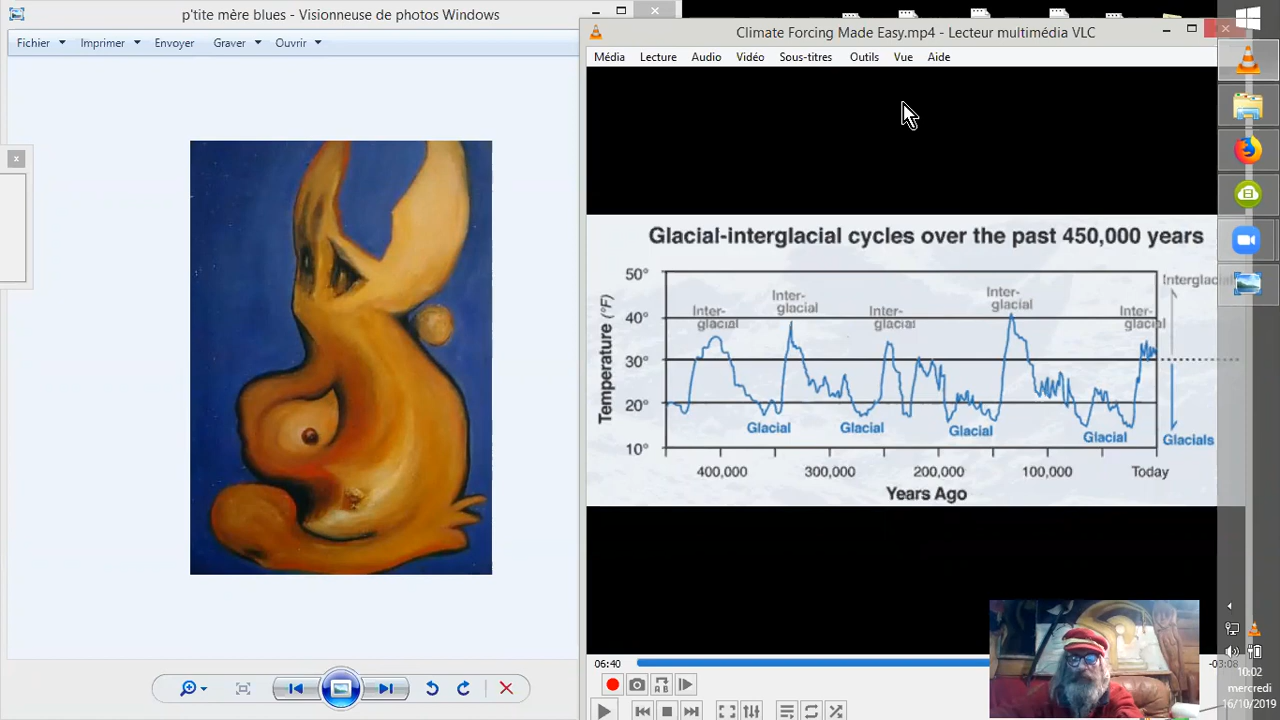 p'tite mère blues - Visionneuse de photos Windows
Fichier Imprimer Envoyer Graver Ouvrir
Climate Forcing Made Easy.mp4 - Lecteur multimédia VLC
Média Lecture Audio Vidéo Sous-titres Outils Vue Aide
Glacial-interglacial cycles over the past 450,000 years
Temperature (°F)
50°
40°
30°
20°
10°
Inter-
glacial
Inter-
glacial
Inter-
glacial
Inter-
glacial
Inter-
glacial
Interglacial
Glacial
Glacial
Glacial
Glacial
Glacials
400,000 300,000 200,000 100,000 Today
Years Ago
06:40
-03:08
A B
10:02
mercredi
16/10/2019